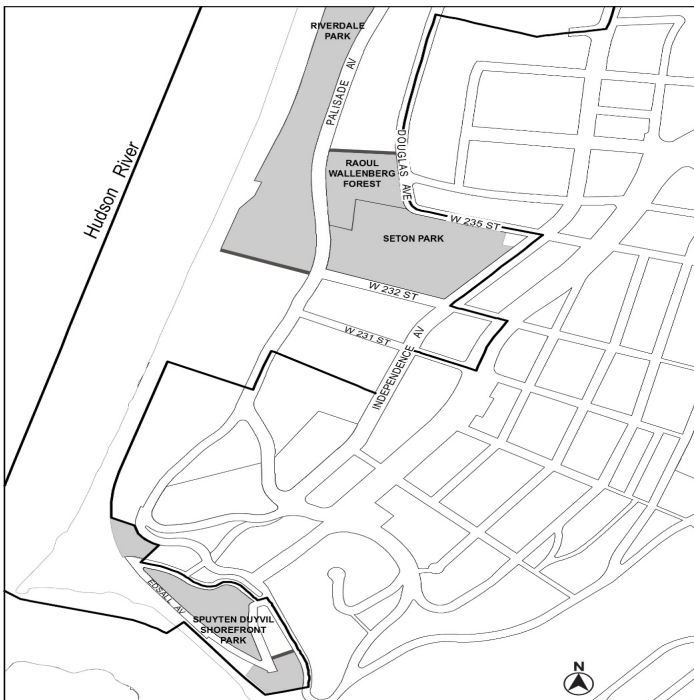 RIVERDALE
PARK
PALISADE AV
Hudson River
DOUGLAS AVE
RAOUL
WALLENBERG
FOREST
W 235 ST
SETON PARK
W 232 ST
W 231 ST
INDEPENDENCE AV
EDSALL AV
SPUYTEN DUYVIL
SHOREFRONT
PARK
N